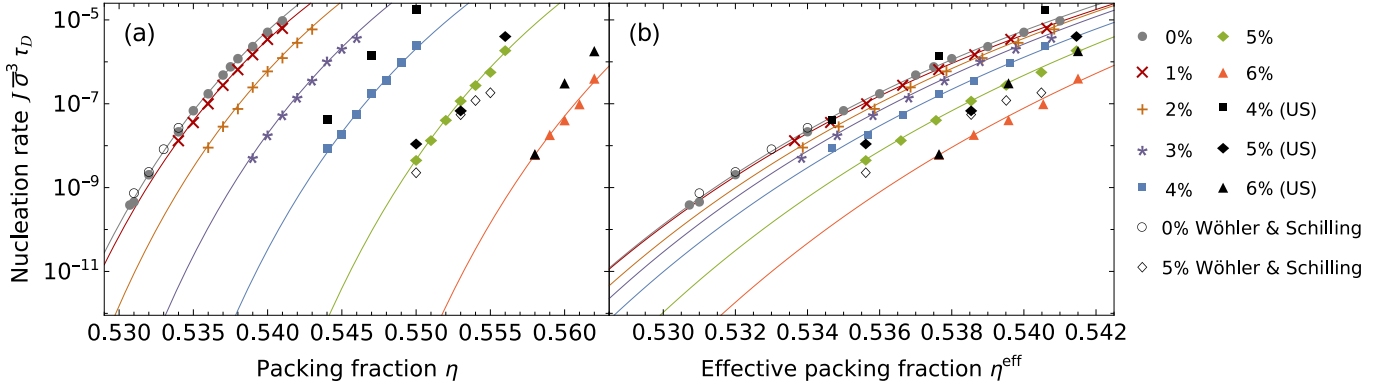 Nucleation rate J σ̅³ τ_D
10⁻⁵
10⁻⁷
10⁻⁹
10⁻¹¹
(a)
0.530 0.535 0.540 0.545 0.550 0.555 0.560
Packing fraction η
(b)
0.530 0.532 0.534 0.536 0.538 0.540 0.542
Effective packing fraction η^eff
0% 5%
1% 6%
2% 4% (US)
3% 5% (US)
4% 6% (US)
0% Wöhler & Schilling
5% Wöhler & Schilling